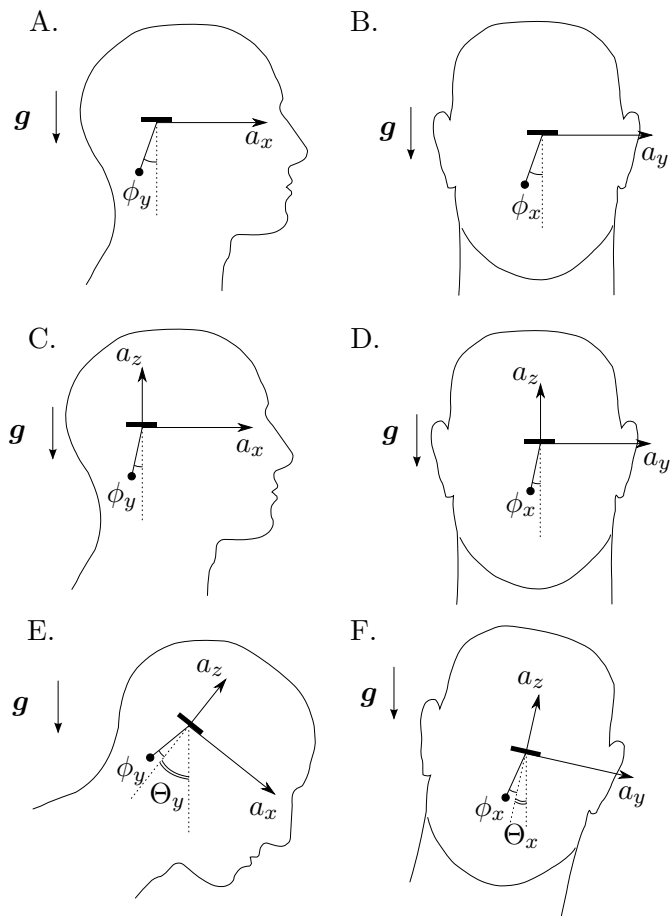 A.
B.
g
a_x
ϕ_y
g
a_y
ϕ_x
C.
D.
a_z
g
a_x
ϕ_y
a_z
g
a_y
ϕ_x
E.
F.
a_z
g
ϕ_y
Θ_y
a_x
a_z
g
ϕ_x
Θ_x
a_y